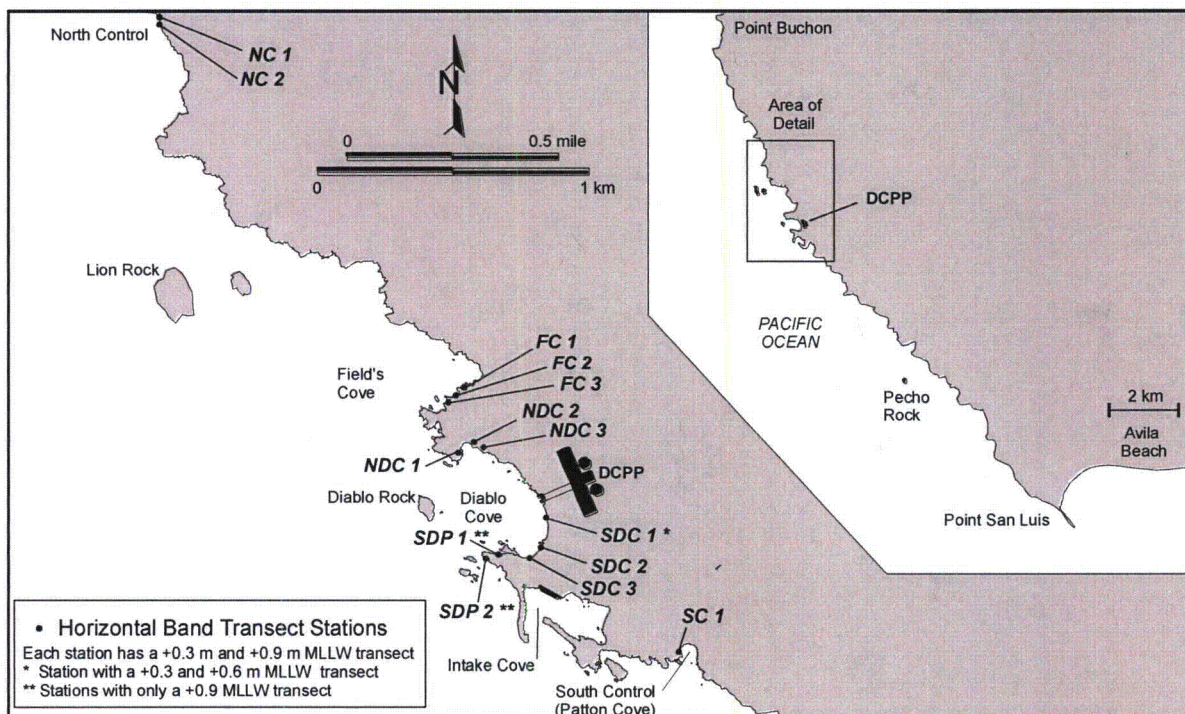 North Control
NC 1
NC 2
N
0
0.5 mile
0
1 km
Lion Rock
FC 1
FC 2
FC 3
Field's
Cove
NDC 2
NDC 3
NDC 1
DCPP
Diablo Rock
Diablo
Cove
SDC 1 *
SDP 1 **
SDC 2
SDC 3
SDP 2 **
SC 1
Intake Cove
South Control
(Patton Cove)
• Horizontal Band Transect Stations
Each station has a +0.3 m and +0.9 m MLLW transect
* Station with a +0.3 and +0.6 m MLLW transect
** Stations with only a +0.9 MLLW transect
Point Buchon
Area of
Detail
DCPP
PACIFIC
OCEAN
Pecho
Rock
2 km
Avila
Beach
Point San Luis